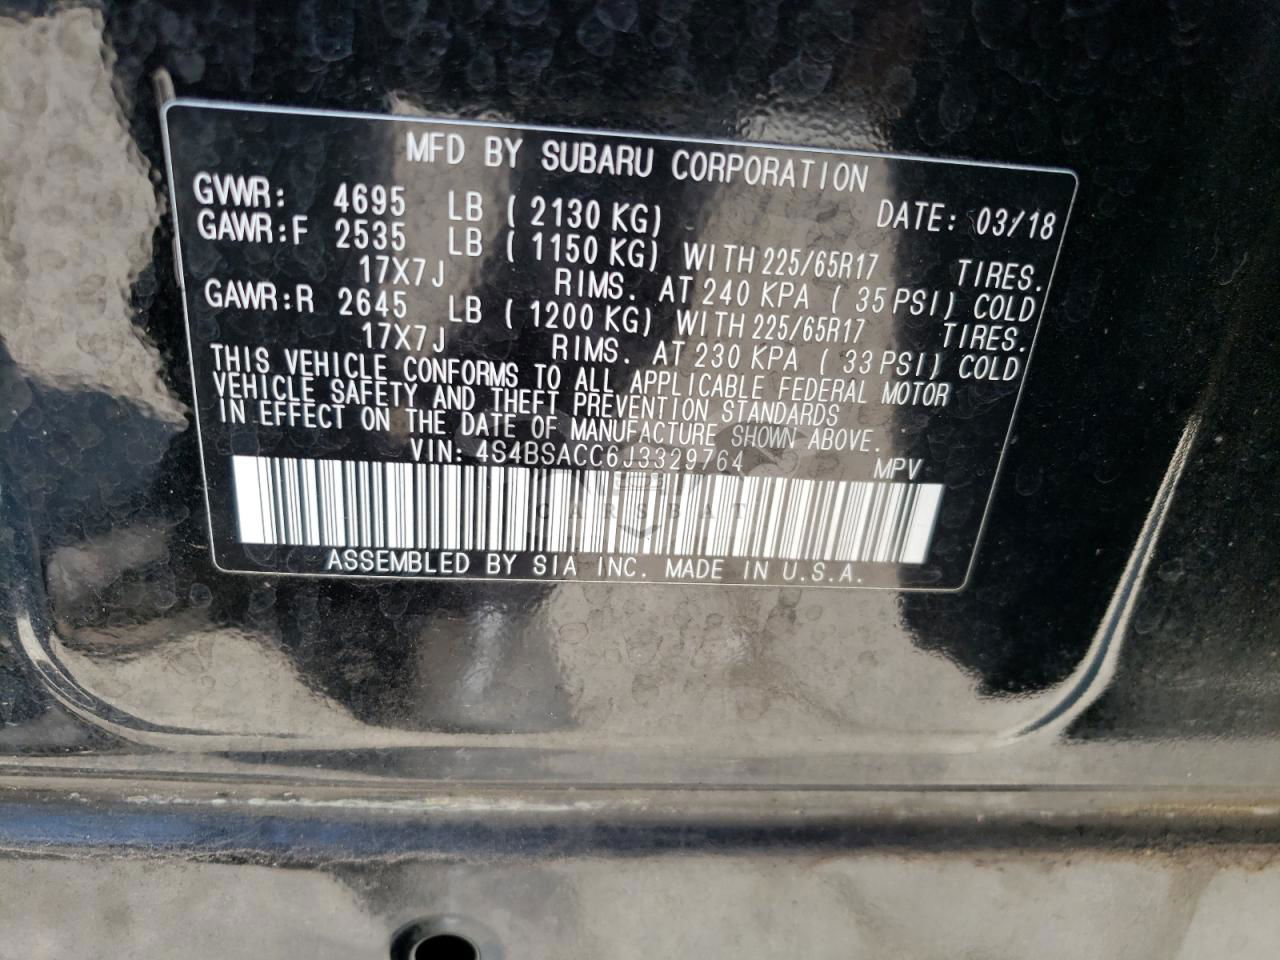 MFD BY SUBARU CORPORATION
GVWR: 4695 LB ( 2130 KG) DATE: 03/18
GAWR:F 2535 LB ( 1150 KG) WITH 225/65R17 TIRES.
17X7J RIMS. AT 240 KPA ( 35 PSI) COLD
GAWR:R 2645 LB ( 1200 KG) WITH 225/65R17 TIRES.
17X7J RIMS. AT 230 KPA ( 33 PSI) COLD
THIS VEHICLE CONFORMS TO ALL APPLICABLE FEDERAL MOTOR
VEHICLE SAFETY AND THEFT PREVENTION STANDARDS
IN EFFECT ON THE DATE OF MANUFACTURE SHOWN ABOVE.
VIN: 4S4BSACC6J3329764 MPV
CARSBAT
ASSEMBLED BY SIA INC. MADE IN U.S.A.